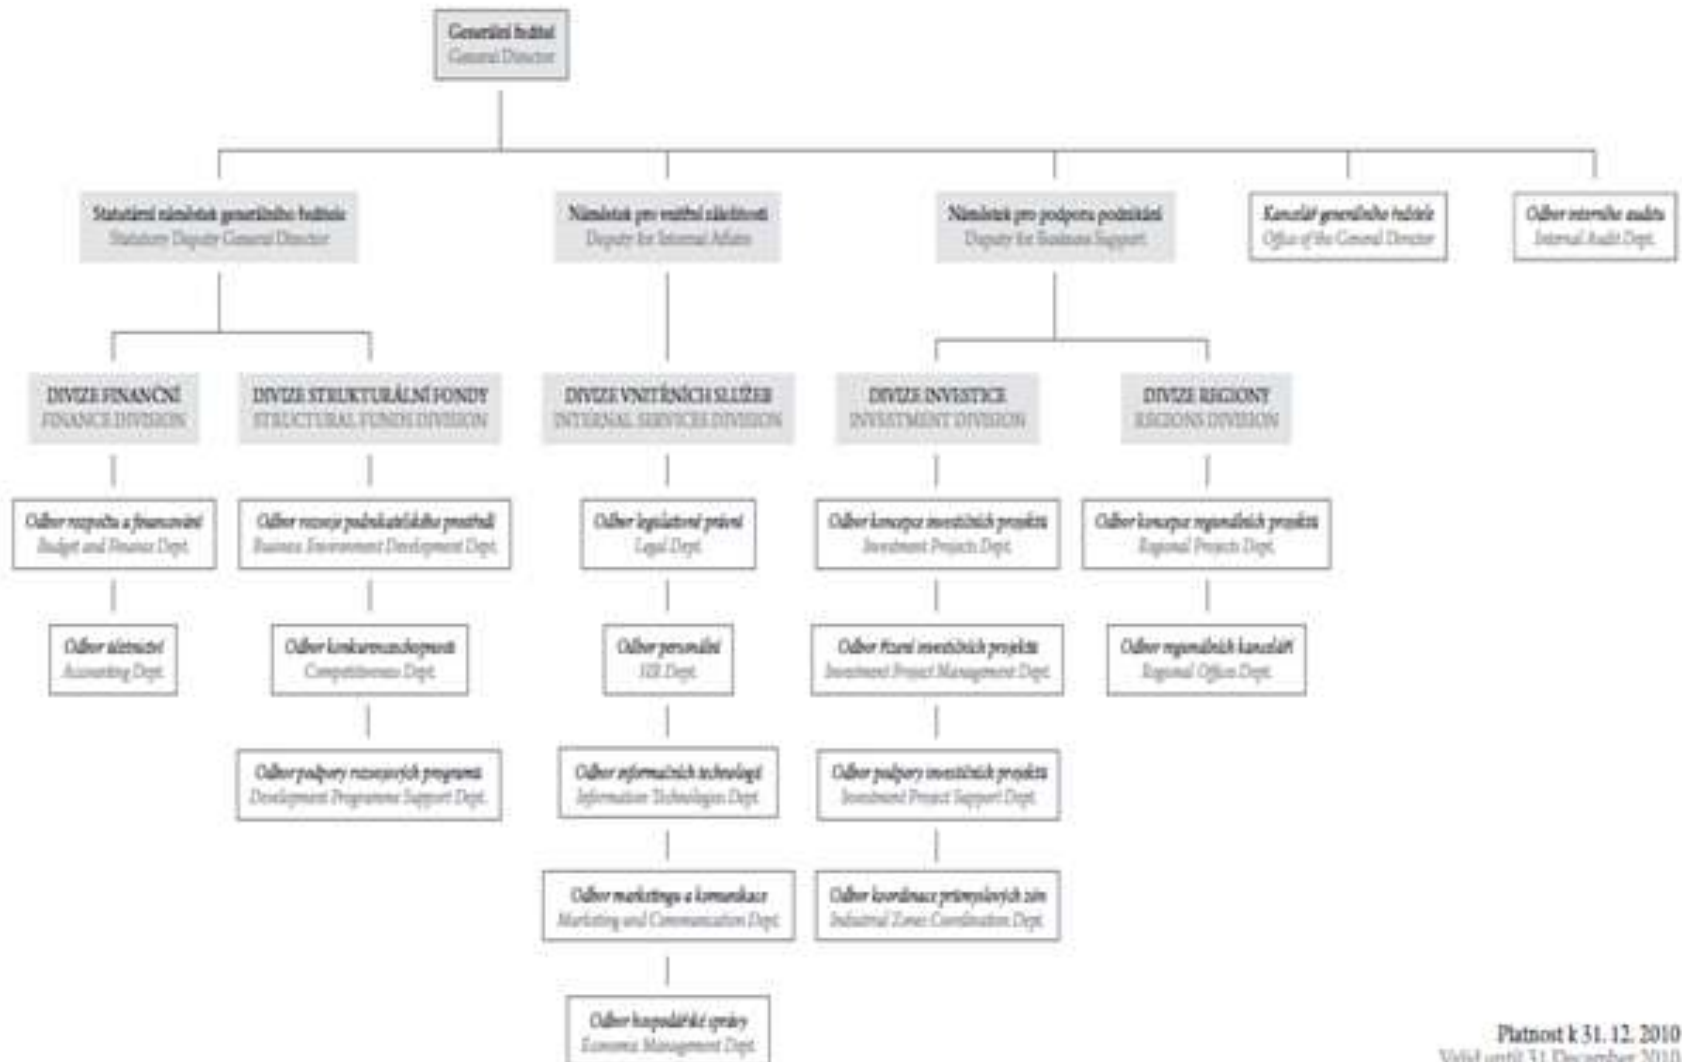 Generální ředitel
General Director
Statutární náměstek generálního ředitele
Statutory Deputy General Director
Náměstek pro vnitřní záležitosti
Deputy for Internal Affairs
Náměstek pro podporu podnikání
Deputy for Business Support
Kancelář generálního ředitele
Office of the General Director
Odbor interního auditu
Internal Audit Dept.
DIVIZE FINANČNÍ
FINANCE DIVISION
DIVIZE STRUKTURÁLNÍ FONDY
STRUCTURAL FUNDS DIVISION
DIVIZE VNITŘNÍCH SLUŽEB
INTERNAL SERVICES DIVISION
DIVIZE INVESTICE
INVESTMENT DIVISION
DIVIZE REGIONY
REGIONS DIVISION
Odbor rozpočtu a financování
Budget and Finance Dept.
Odbor rozvoje podnikatelského prostředí
Business Environment Development Dept.
Odbor legislativně právní
Legal Dept.
Odbor koncepce investičních projektů
Investment Projects Dept.
Odbor koncepce regionálních projektů
Regional Projects Dept.
Odbor účetnictví
Accounting Dept.
Odbor konkurenceschopnosti
Competitiveness Dept.
Odbor personální
HR Dept.
Odbor řízení investičních projektů
Investment Project Management Dept.
Odbor regionálních kanceláří
Regional Offices Dept.
Odbor podpory rozvojových programů
Development Programme Support Dept.
Odbor informačních technologií
Information Technologies Dept.
Odbor podpory investičních projektů
Investment Project Support Dept.
Odbor marketingu a komunikace
Marketing and Communication Dept.
Odbor koordinace průmyslových zón
Industrial Zones Coordination Dept.
Odbor hospodářské správy
Economic Management Dept.
Platnost k 31. 12. 2010
Valid until 31 December 2010